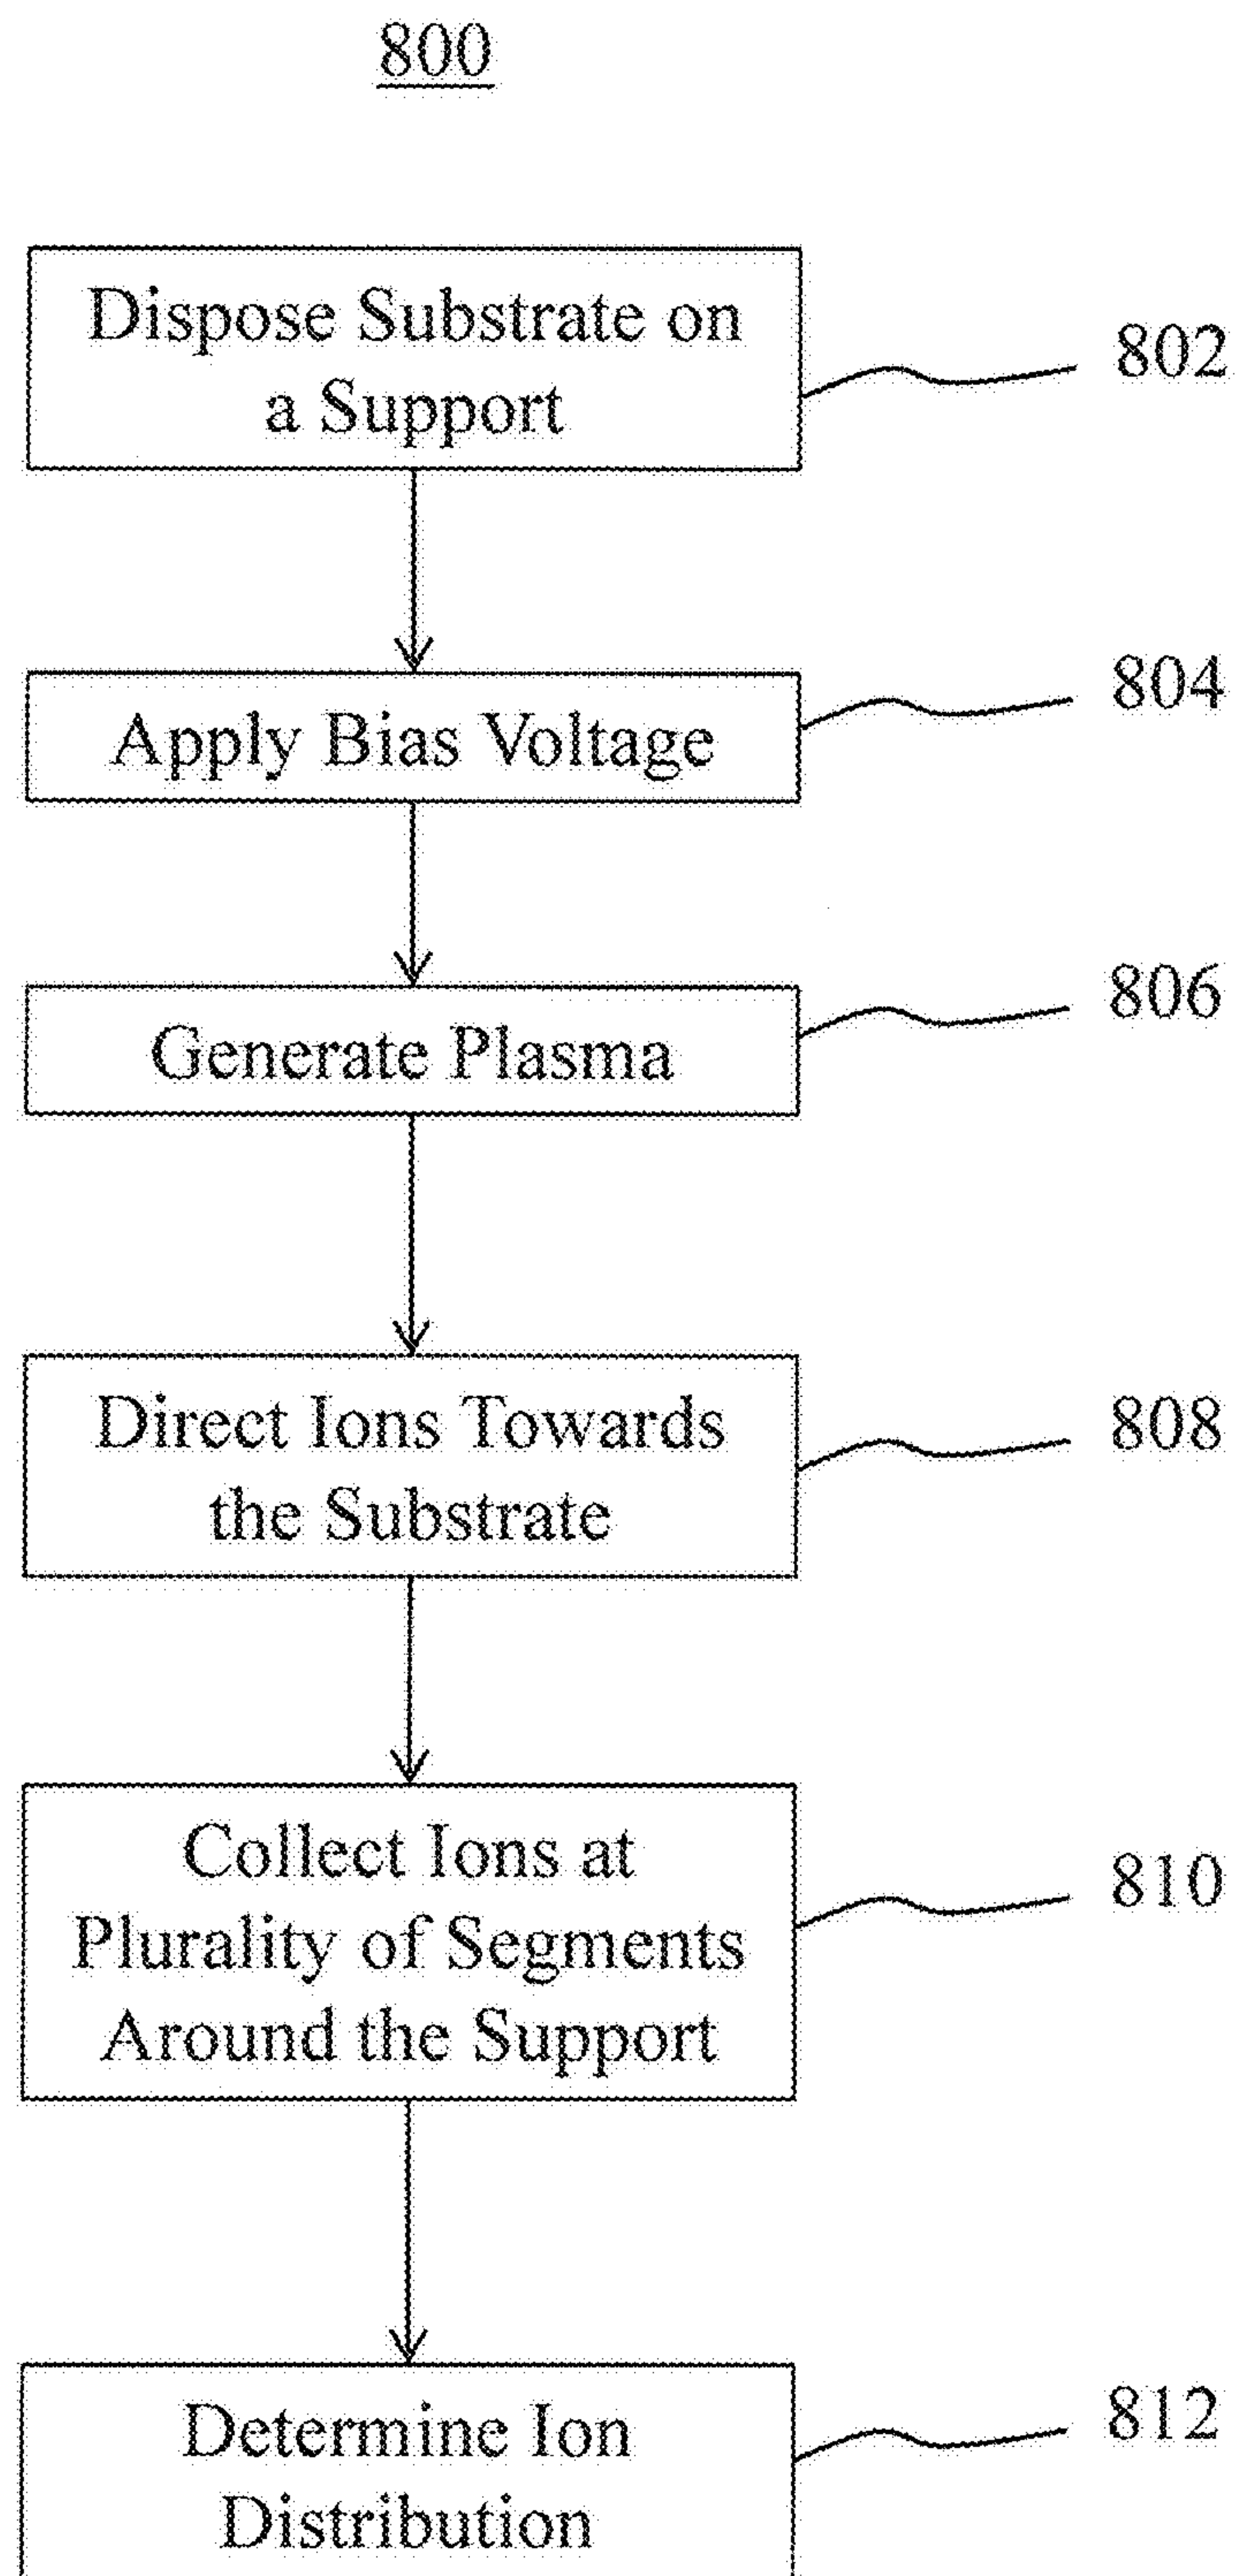 800
Dispose Substrate on
a Support
802
Apply Bias Voltage
804
Generate Plasma
806
Direct Ions Towards
the Substrate
808
Collect Ions at
Plurality of Segments
Around the Support
810
Determine Ion
Distribution
812